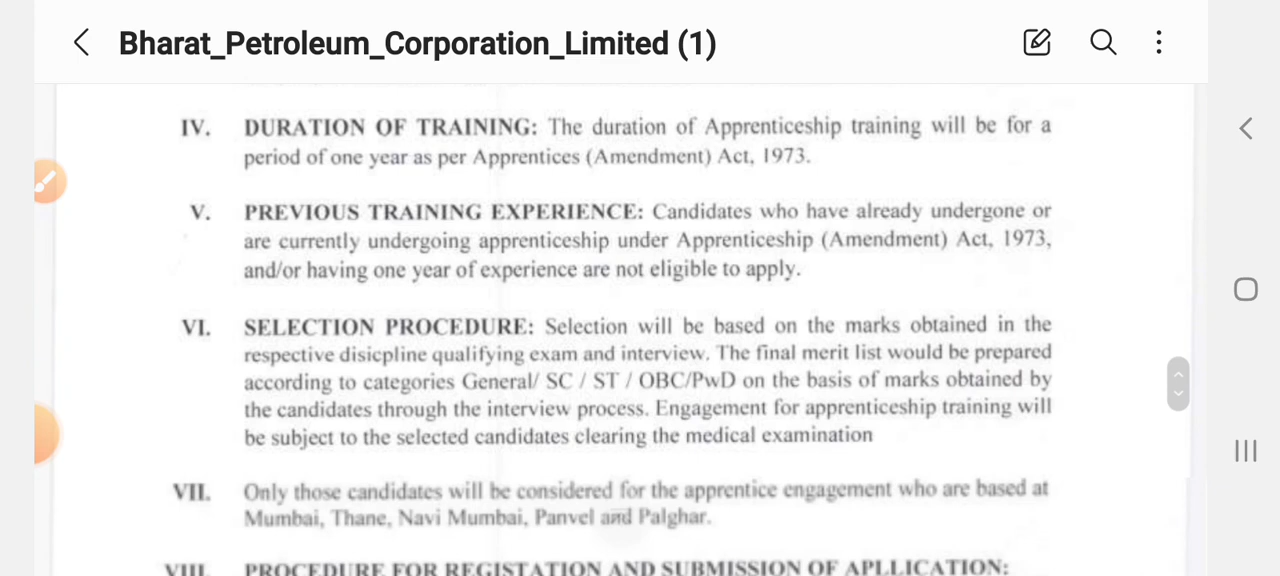 Bharat_Petroleum_Corporation_Limited (1)
IV. DURATION OF TRAINING: The duration of Apprenticeship training will be for a
period of one year as per Apprentices (Amendment) Act, 1973.
V. PREVIOUS TRAINING EXPERIENCE: Candidates who have already undergone or
are currently undergoing apprenticeship under Apprenticeship (Amendment) Act, 1973,
and/or having one year of experience are not eligible to apply.
VI. SELECTION PROCEDURE: Selection will be based on the marks obtained in the
respective disicpline qualifying exam and interview. The final merit list would be prepared
according to categories General/ SC / ST / OBC/PwD on the basis of marks obtained by
the candidates through the interview process. Engagement for apprenticeship training will
be subject to the selected candidates clearing the medical examination
VII. Only those candidates will be considered for the apprentice engagement who are based at
Mumbai, Thane, Navi Mumbai, Panvel and Palghar.
VIII. PROCEDURE FOR REGISTATION AND SUBMISSION OF APLLICATION: